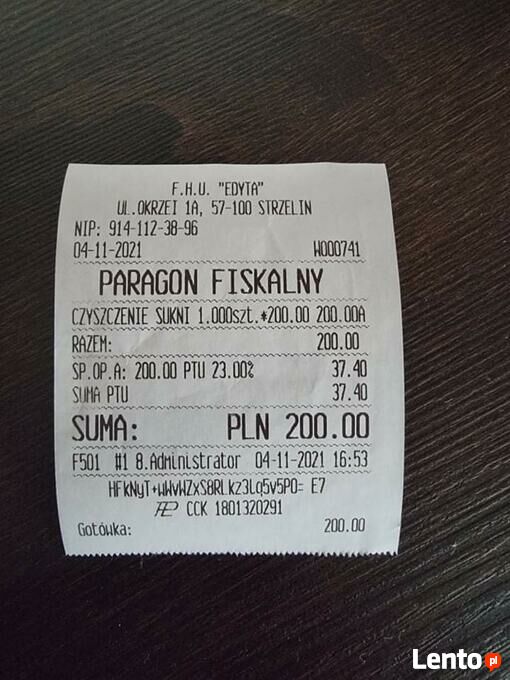 F.H.U. "EDYTA"
UL.OKRZEI 1A, 57-100 STRZELIN
NIP: 914-112-38-96
04-11-2021 W000741
PARAGON FISKALNY
CZYSZCZENIE SUKNI 1.000szt.*200.00 200.00A
RAZEM: 200.00
SP.OP.A: 200.00 PTU 23.00% 37.40
SUMA PTU 37.40
SUMA: PLN 200.00
F501 #1 8.Administrator 04-11-2021 16:53
HFkNyT+WWvWZxS8RLkz3Lq5v5PO= E7
CCK 1801320291
Gotówka: 200.00
Lento.pl